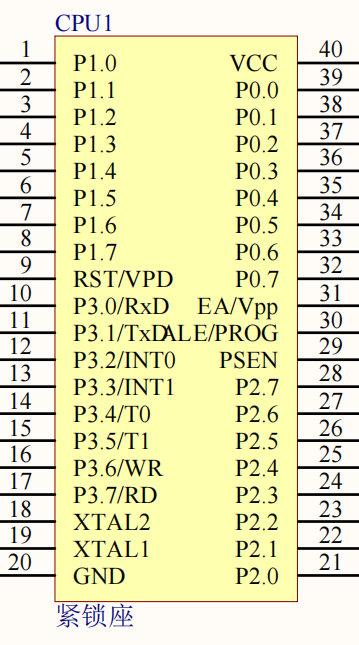 CPU1
1 P1.0 VCC 40
2 P1.1 P0.0 39
3 P1.2 P0.1 38
4 P1.3 P0.2 37
5 P1.4 P0.3 36
6 P1.5 P0.4 35
7 P1.6 P0.5 34
8 P1.7 P0.6 33
9 RST/VPD P0.7 32
10 P3.0/RxD EA/Vpp 31
11 P3.1/TxD ALE/PROG 30
12 P3.2/INT0 PSEN 29
13 P3.3/INT1 P2.7 28
14 P3.4/T0 P2.6 27
15 P3.5/T1 P2.5 26
16 P3.6/WR P2.4 25
17 P3.7/RD P2.3 24
18 XTAL2 P2.2 23
19 XTAL1 P2.1 22
20 GND P2.0 21
紧锁座